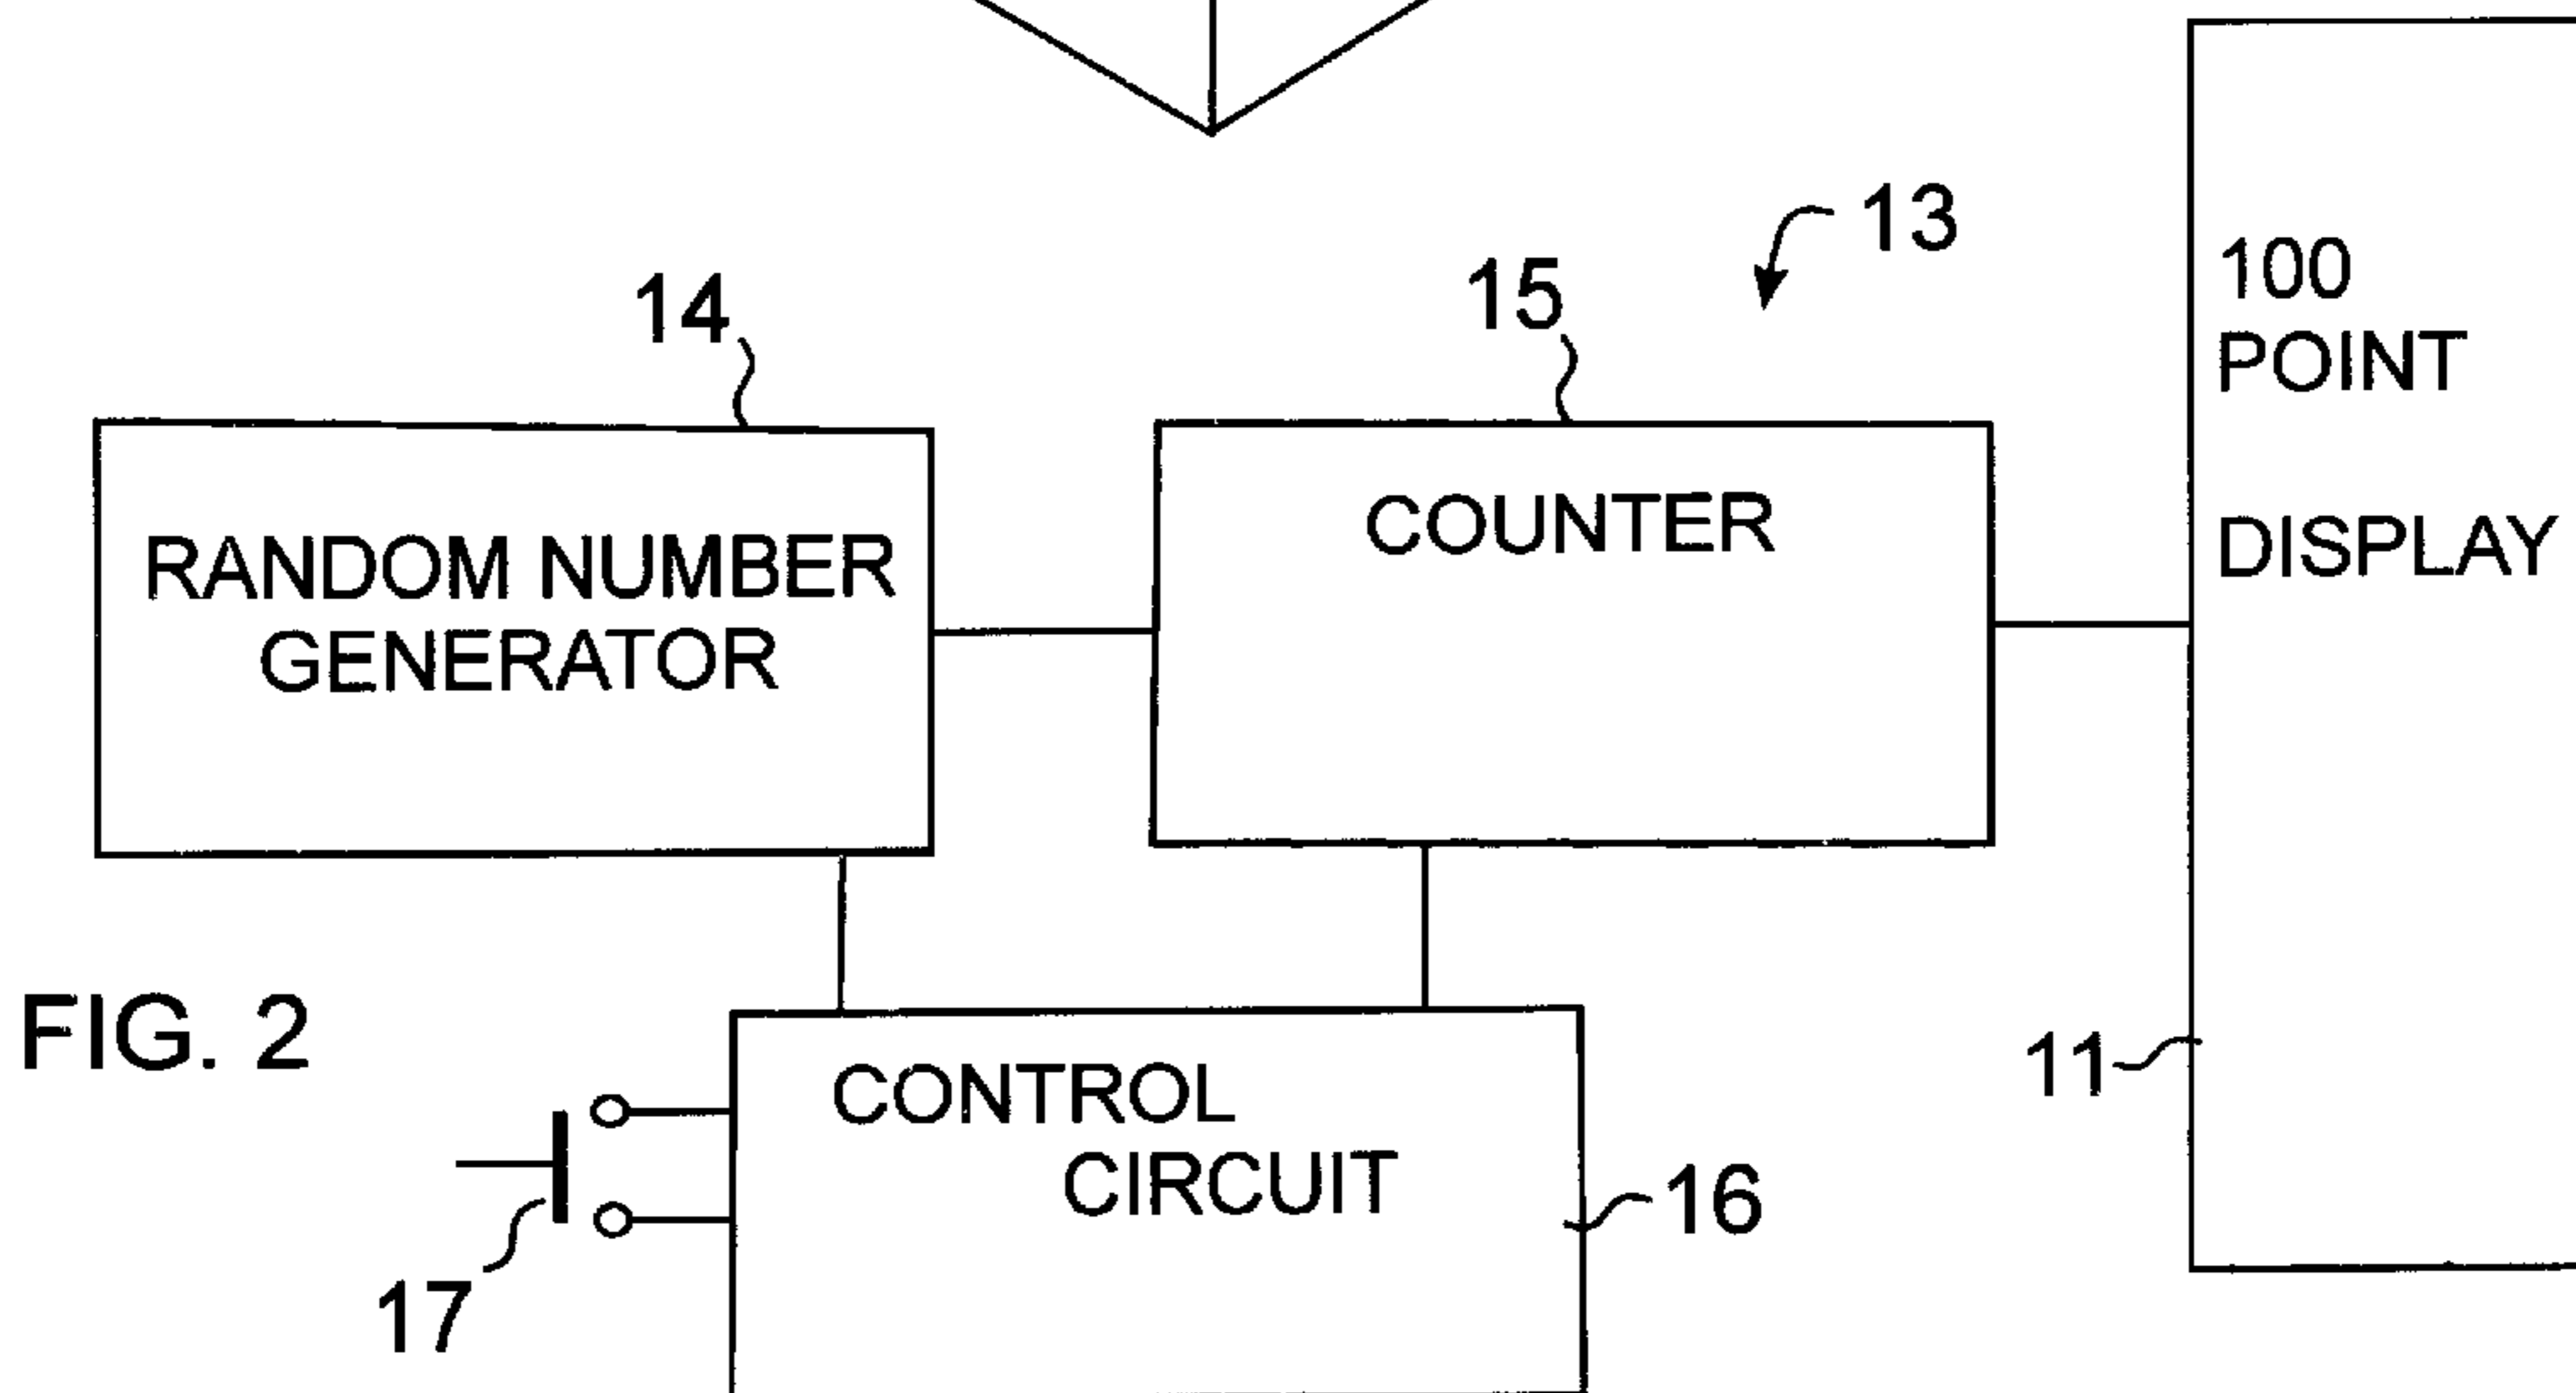 13
14
15
100
POINT
DISPLAY
COUNTER
RANDOM NUMBER
GENERATOR
FIG. 2
11
CONTROL
CIRCUIT
16
17